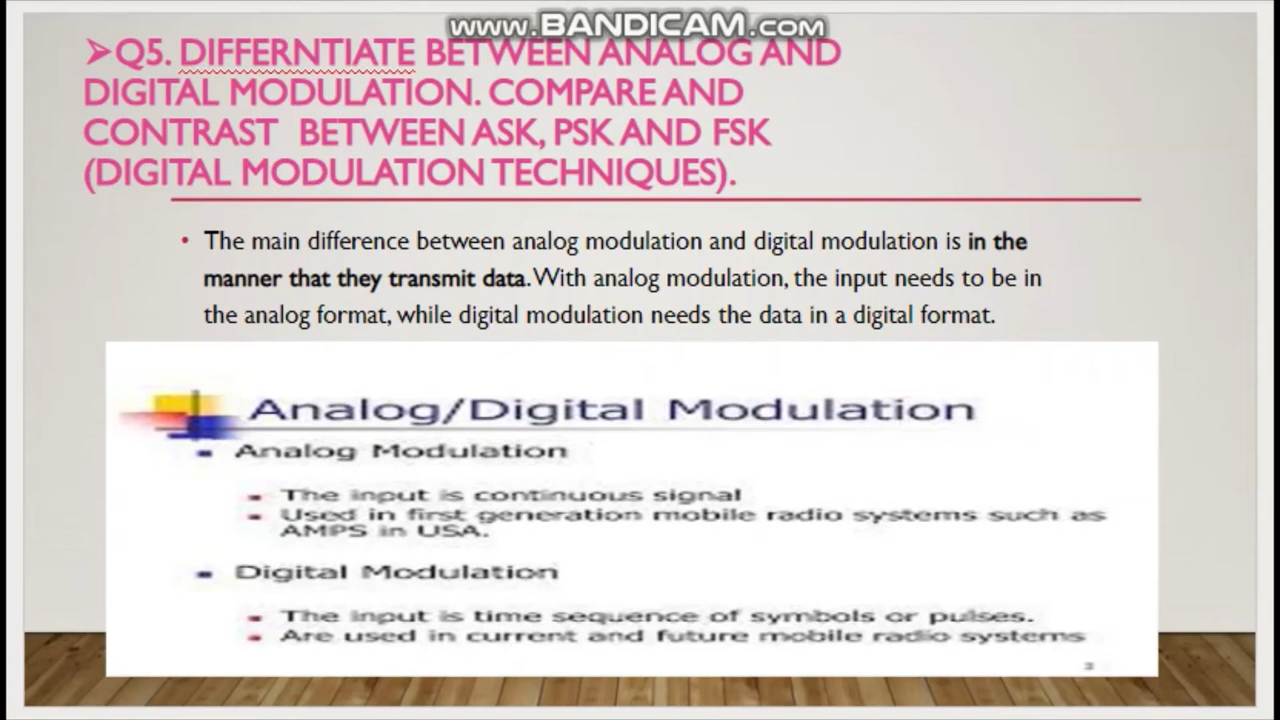 www.BANDICAM.com
➤Q5. DIFFERNTIATE BETWEEN ANALOG AND
DIGITAL MODULATION. COMPARE AND
CONTRAST BETWEEN ASK, PSK AND FSK
(DIGITAL MODULATION TECHNIQUES).
• The main difference between analog modulation and digital modulation is in the
manner that they transmit data. With analog modulation, the input needs to be in
the analog format, while digital modulation needs the data in a digital format.
Analog/Digital Modulation
▪ Analog Modulation
▪ The input is continuous signal
▪ Used in first generation mobile radio systems such as
AMPS in USA.
▪ Digital Modulation
▪ The input is time sequence of symbols or pulses.
▪ Are used in current and future mobile radio systems
3